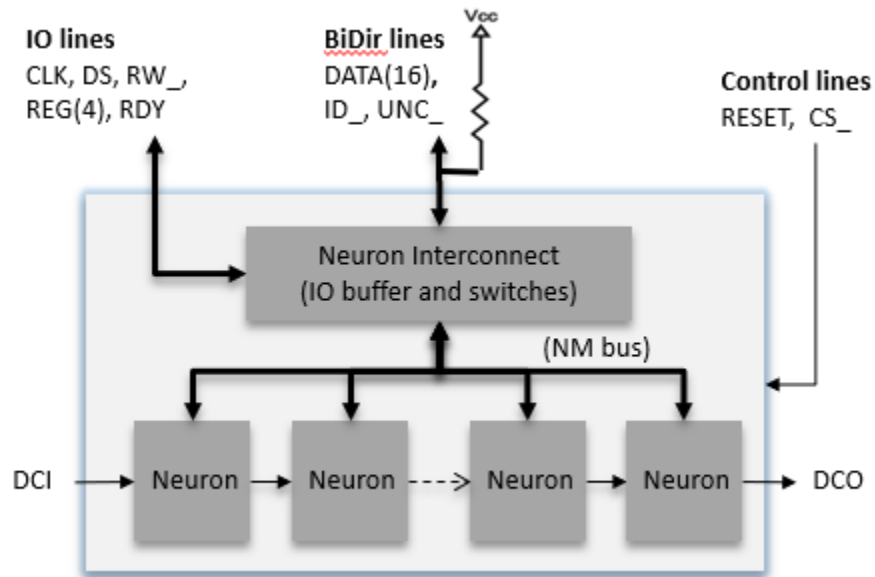 Vcc
IO lines
CLK, DS, RW_,
REG(4), RDY
BiDir lines
DATA(16),
ID_, UNC_
Control lines
RESET, CS_
Neuron Interconnect
(IO buffer and switches)
(NM bus)
DCI
Neuron
Neuron
Neuron
Neuron
DCO